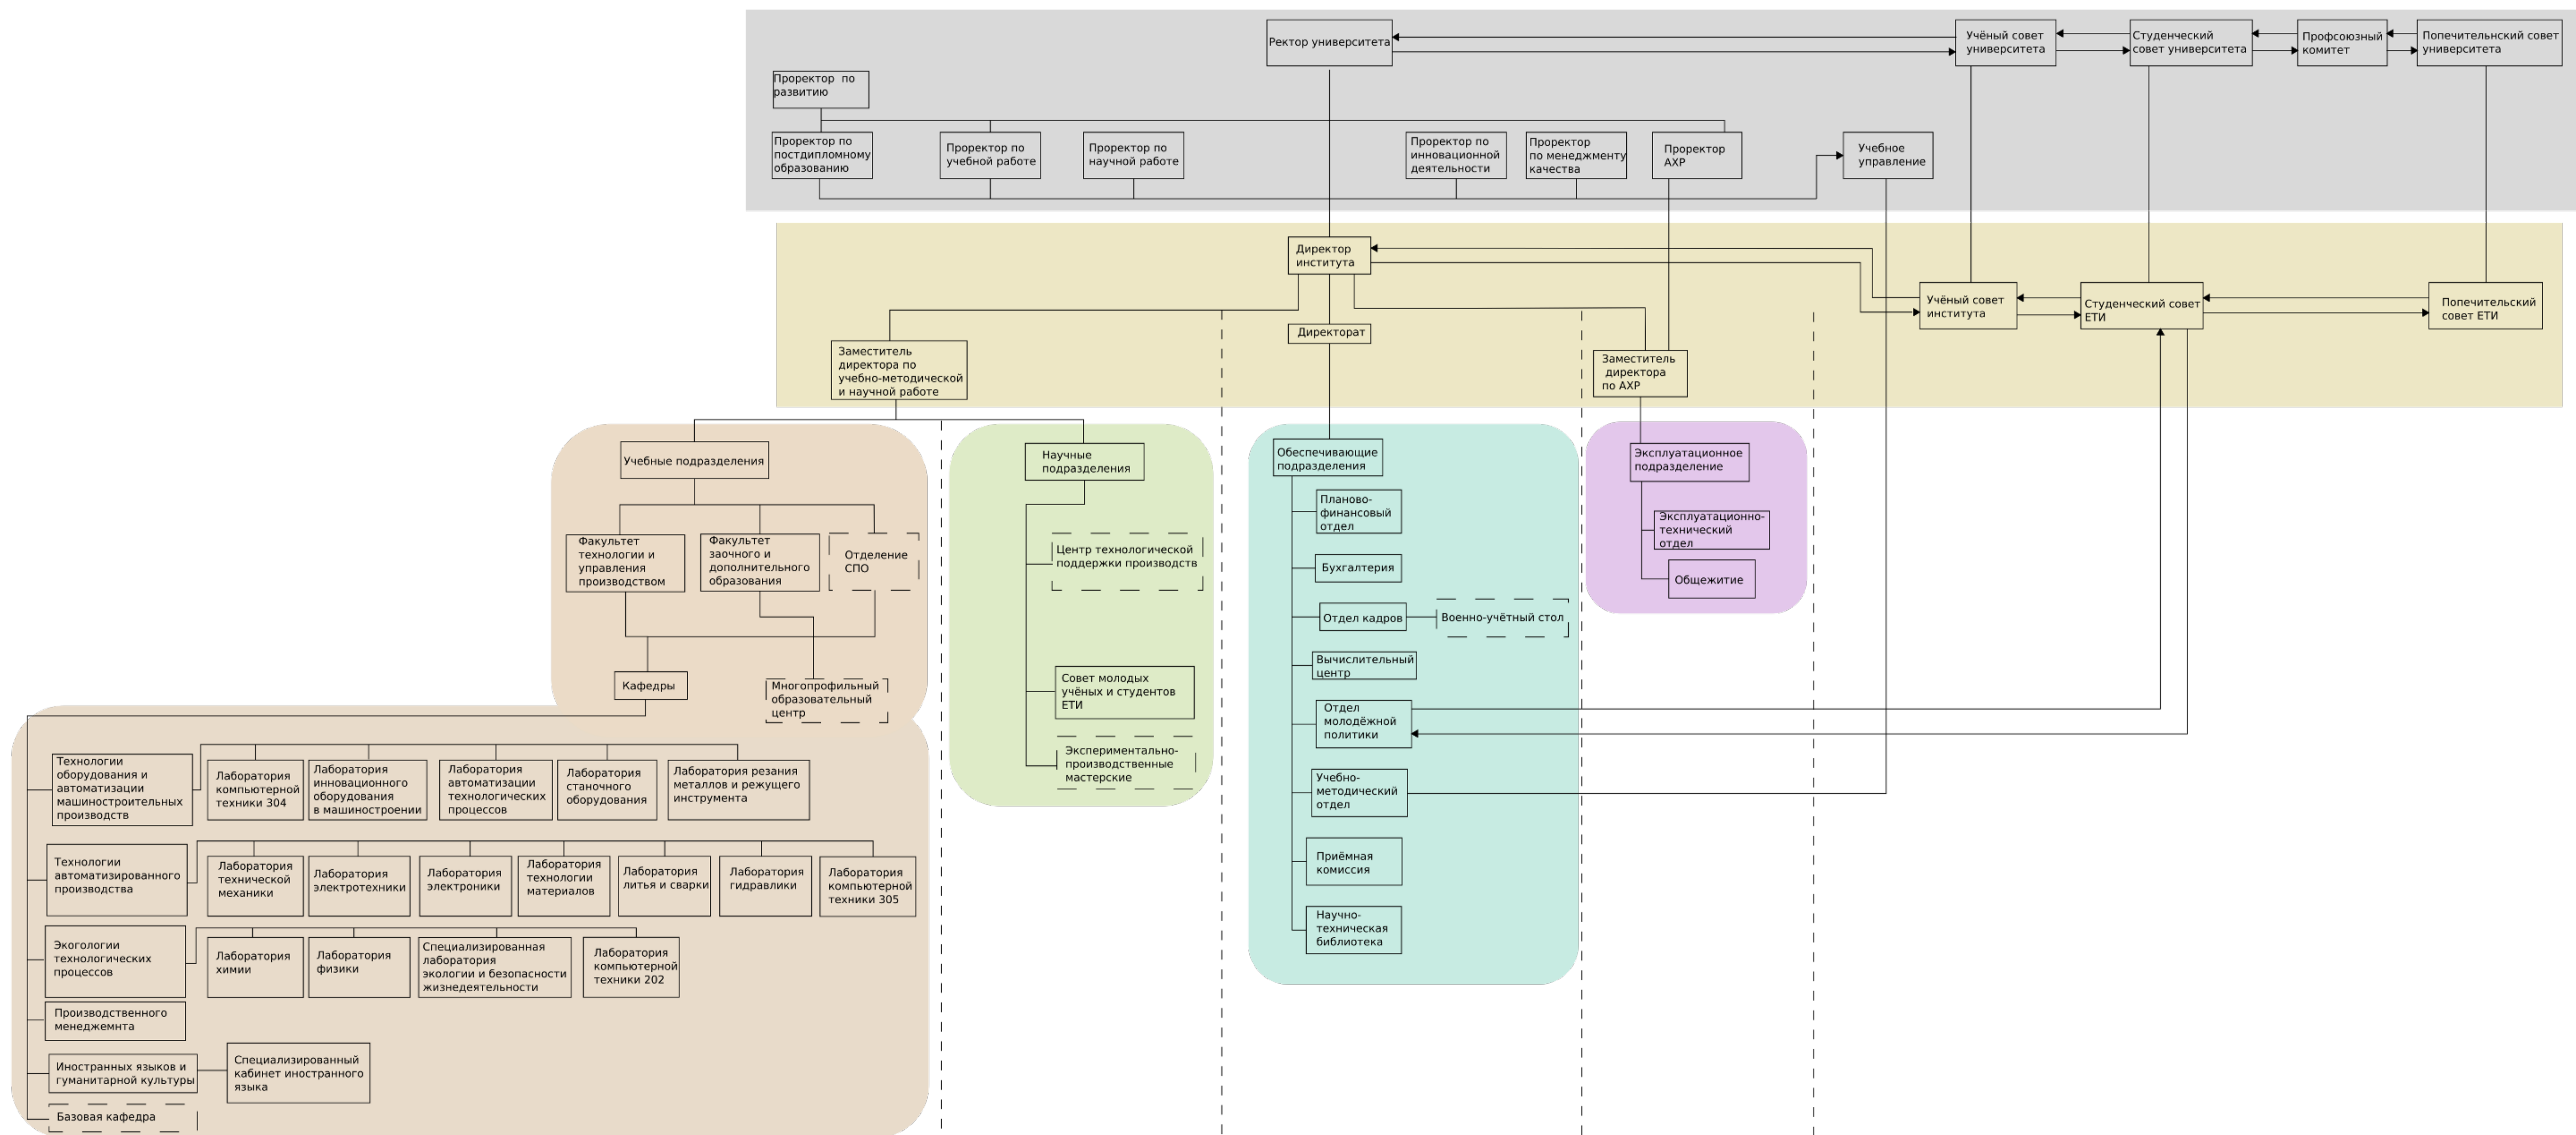 Ректор университета
Учёный совет
университета
Студенческий
совет университета
Профсоюзный
комитет
Попечительнский совет
университета
Проректор по
развитию
Проректор по
постдипломному
образованию
Проректор по
учебной работе
Проректор по
научной работе
Проректор по
инновационной
деятельности
Проректор
по менеджменту
качества
Проректор
АХР
Учебное
управление
Директор
института
Директорат
Заместитель
директора по
учебно-методической
и научной работе
Заместитель
директора
по АХР
Учёный совет
института
Студенческий совет
ЕТИ
Попечительский
совет ЕТИ
Учебные подразделения
Факультет
технологии и
управления
производством
Факультет
заочного и
дополнительного
образования
Отделение
СПО
Кафедры
Многопрофильный
образовательный
центр
Научные
подразделения
Центр технологической
поддержки производств
Совет молодых
учёных и студентов
ЕТИ
Экспериментально-
производственные
мастерские
Обеспечивающие
подразделения
Планово-
финансовый
отдел
Бухгалтерия
Отдел кадров
Военно-учётный стол
Вычислительный
центр
Отдел
молодёжной
политики
Учебно-
методический
отдел
Приёмная
комиссия
Научно-
техническая
библиотека
Эксплуатационное
подразделение
Эксплуатационно-
технический
отдел
Общежитие
Технологии
оборудования и
автоматизации
машиностроительных
производств
Лаборатория
компьютерной
техники 304
Лаборатория
инновационного
оборудования
в машиностроении
Лаборатория
автоматизации
технологических
процессов
Лаборатория
станочного
оборудования
Лаборатория резания
металлов и режущего
инструмента
Технологии
автоматизированного
производства
Лаборатория
технической
механики
Лаборатория
электротехники
Лаборатория
электроники
Лаборатория
технологии
материалов
Лаборатория
литья и сварки
Лаборатория
гидравлики
Лаборатория
компьютерной
техники 305
Экогологии
технологических
процессов
Лаборатория
химии
Лаборатория
физики
Специализированная
лаборатория
экологии и безопасности
жизнедеятельности
Лаборатория
компьютерной
техники 202
Производственного
менеджемнта
Иностранных языков и
гуманитарной культуры
Специализированный
кабинет иностранного
языка
Базовая кафедра